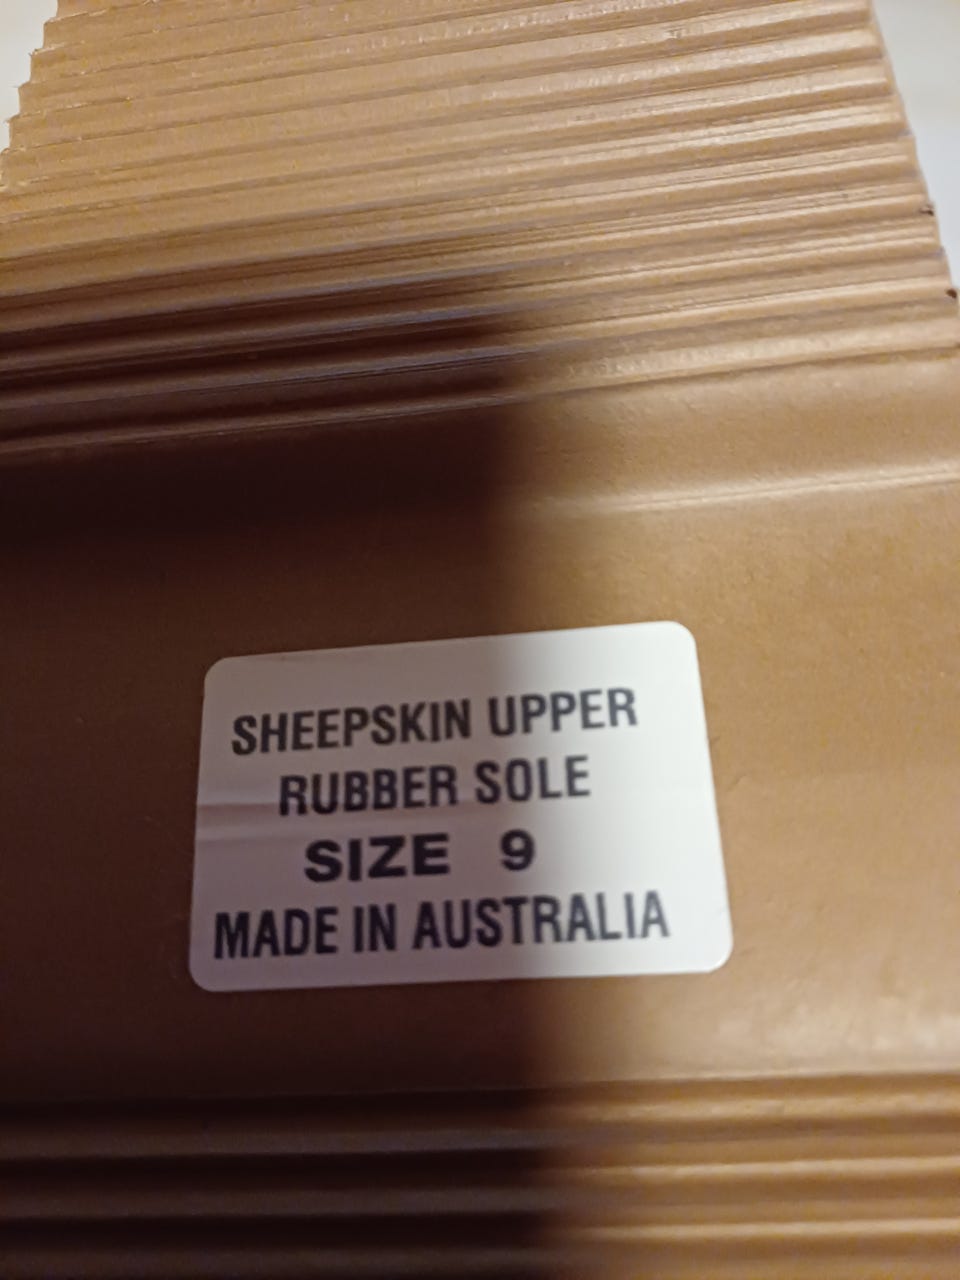 SHEEPSKIN UPPER
RUBBER SOLE
SIZE 9
MADE IN AUSTRALIA